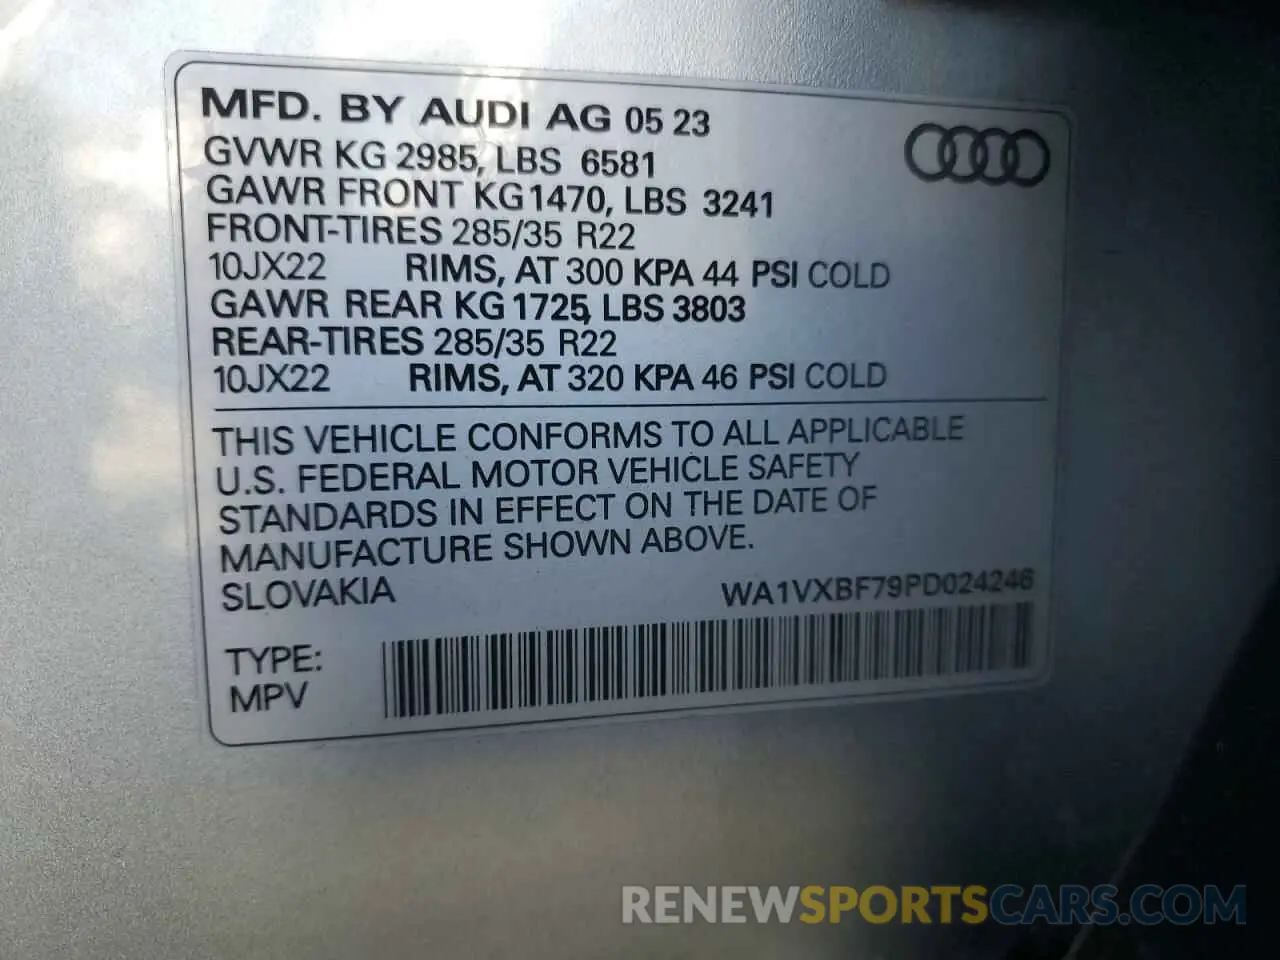 MFD. BY AUDI AG 05 23
GVWR KG 2985, LBS 6581
GAWR FRONT KG 1470, LBS 3241
FRONT-TIRES 285/35 R22
10JX22 RIMS, AT 300 KPA 44 PSI COLD
GAWR REAR KG 1725, LBS 3803
REAR-TIRES 285/35 R22
10JX22 RIMS, AT 320 KPA 46 PSI COLD
THIS VEHICLE CONFORMS TO ALL APPLICABLE
U.S. FEDERAL MOTOR VEHICLE SAFETY
STANDARDS IN EFFECT ON THE DATE OF
MANUFACTURE SHOWN ABOVE.
SLOVAKIA WA1VXBF79PD024246
TYPE:
MPV
RENEWSPORTSCARS.COM